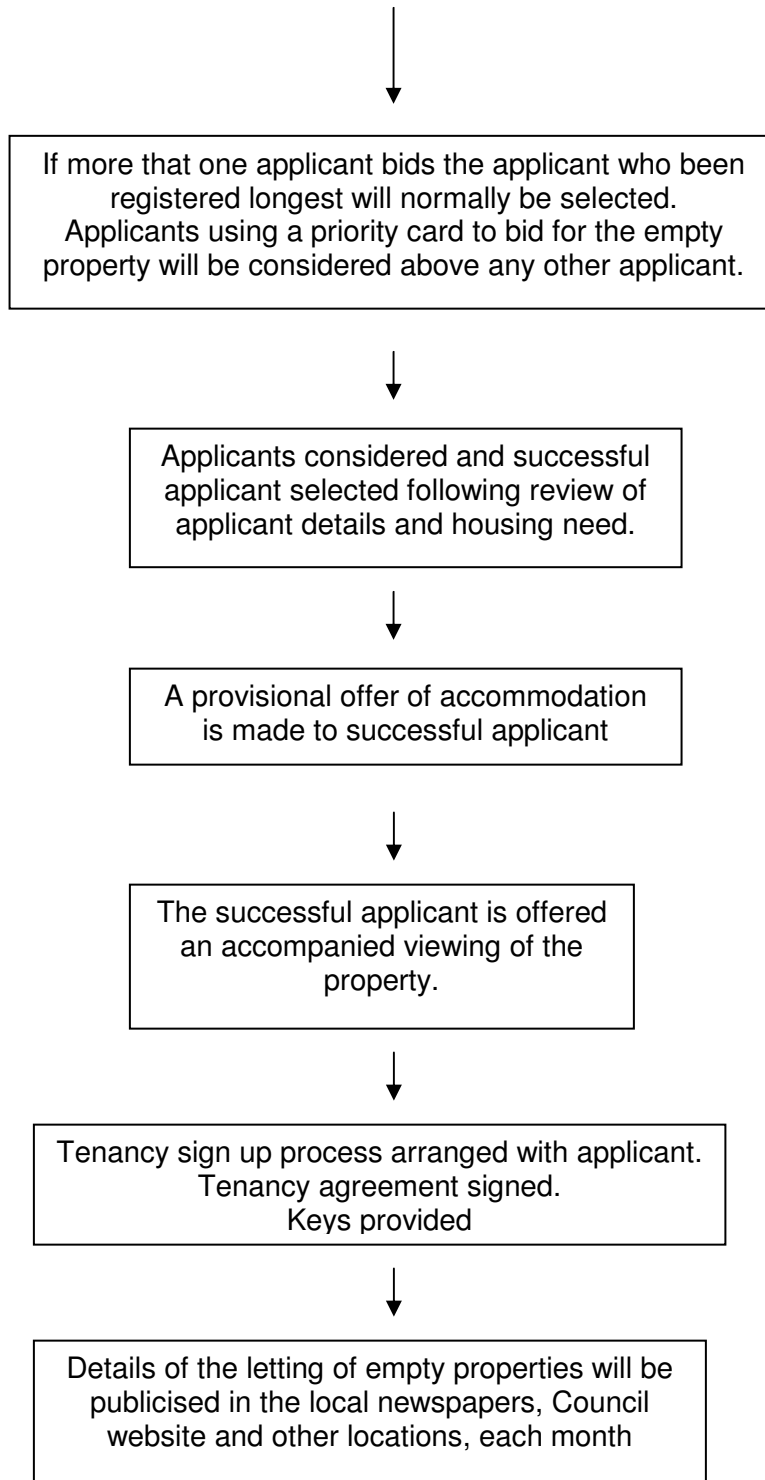 If more that one applicant bids the applicant who been
registered longest will normally be selected.
Applicants using a priority card to bid for the empty
property will be considered above any other applicant.
Applicants considered and successful
applicant selected following review of
applicant details and housing need.
A provisional offer of accommodation
is made to successful applicant
The successful applicant is offered
an accompanied viewing of the
property.
Tenancy sign up process arranged with applicant.
Tenancy agreement signed.
Keys provided
Details of the letting of empty properties will be
publicised in the local newspapers, Council
website and other locations, each month